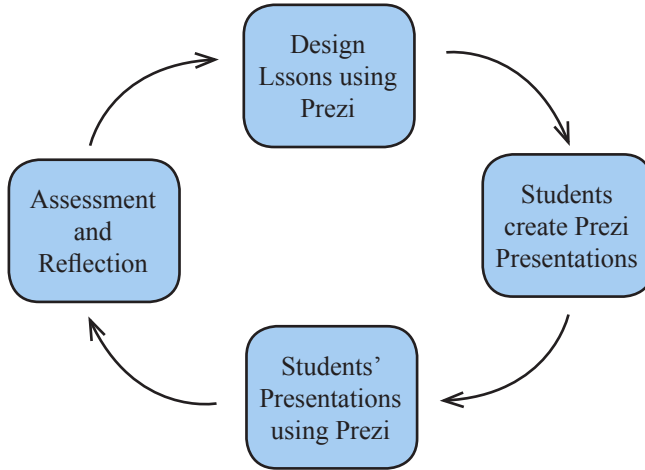 Design
Lssons using
Prezi
Students
create Prezi
Presentations
Students’
Presentations
using Prezi
Assessment
and
Reflection